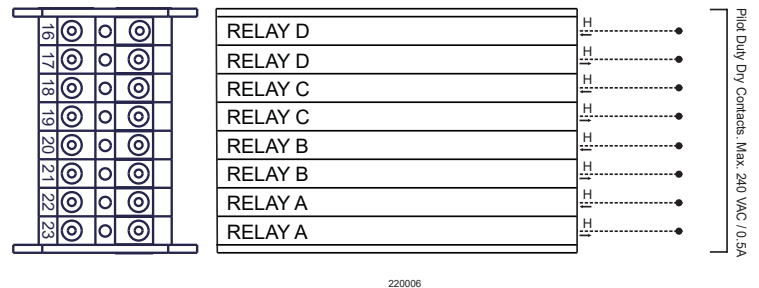 16 RELAY D H
17 RELAY D H
18 RELAY C H
19 RELAY C H
20 RELAY B H
21 RELAY B H
22 RELAY A H
23 RELAY A H
Pilot Duty Dry Contacts. Max. 240 VAC / 0.5A
220006